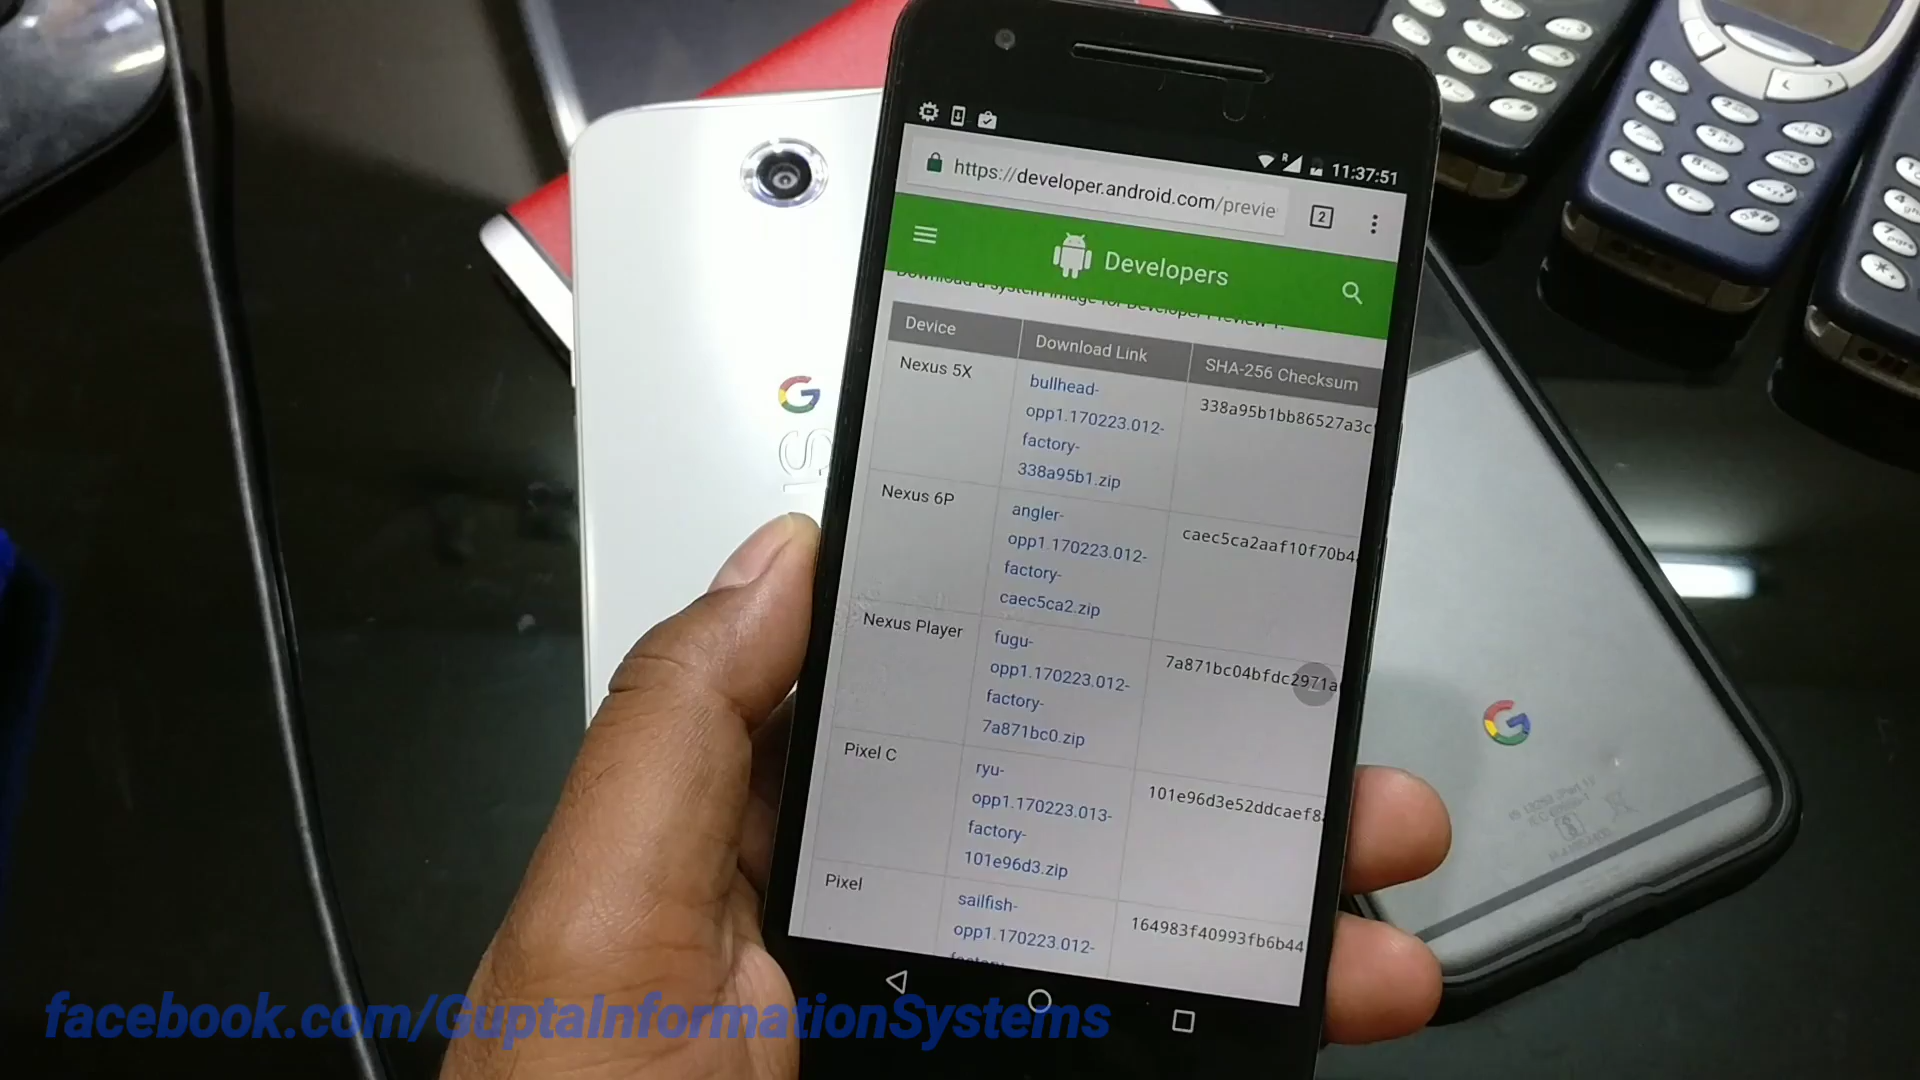 11:37:51
https://developer.android.com/previe
2
Developers
Download a system image for Developer Preview 1.
Device Download Link SHA-256 Checksum
Nexus 5X
bullhead-
opp1.170223.012-
factory-
338a95b1.zip
338a95b1bb86527a3c
Nexus 6P
angler-
opp1.170223.012-
factory-
caec5ca2.zip
caec5ca2aaf10f70b4
Nexus Player
fugu-
opp1.170223.012-
factory-
7a871bc0.zip
7a871bc04bfdc2971a
Pixel C
ryu-
opp1.170223.013-
factory-
101e96d3.zip
101e96d3e52ddcaef8
Pixel
sailfish-
opp1.170223.012-
factory-
164983f40993fb6b44
G
G
facebook.com/GuptaInformationSystems